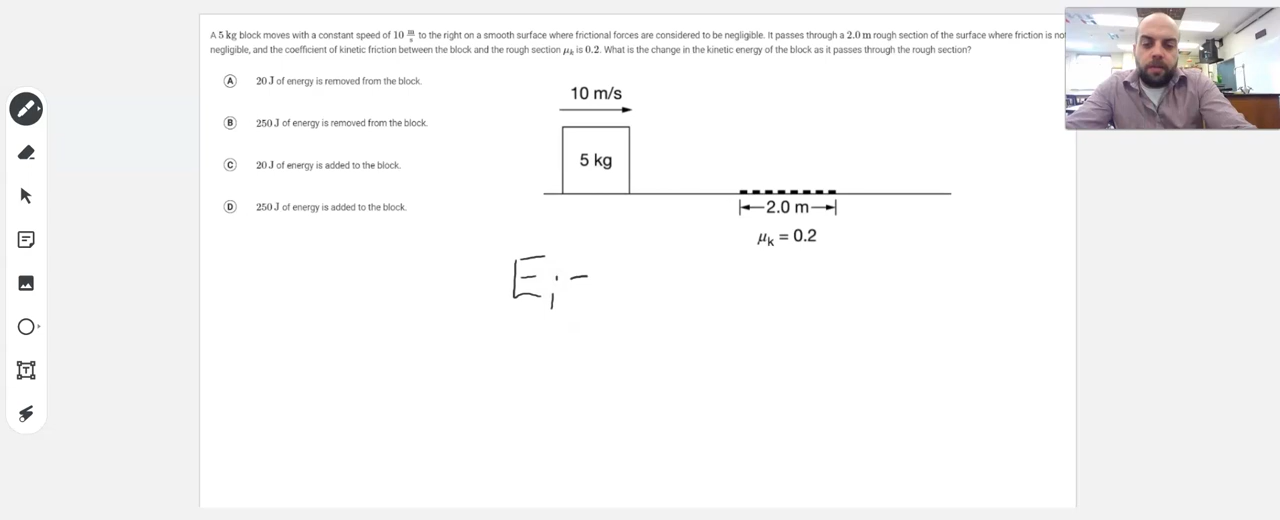 A 5 kg block moves with a constant speed of 10 m/s to the right on a smooth surface where frictional forces are considered to be negligible. It passes through a 2.0 m rough section of the surface where friction is no
negligible, and the coefficient of kinetic friction between the block and the rough section μk is 0.2. What is the change in the kinetic energy of the block as it passes through the rough section?
A 20 J of energy is removed from the block.
B 250 J of energy is removed from the block.
C 20 J of energy is added to the block.
D 250 J of energy is added to the block.
10 m/s
5 kg
2.0 m
μk = 0.2
Ei -
T